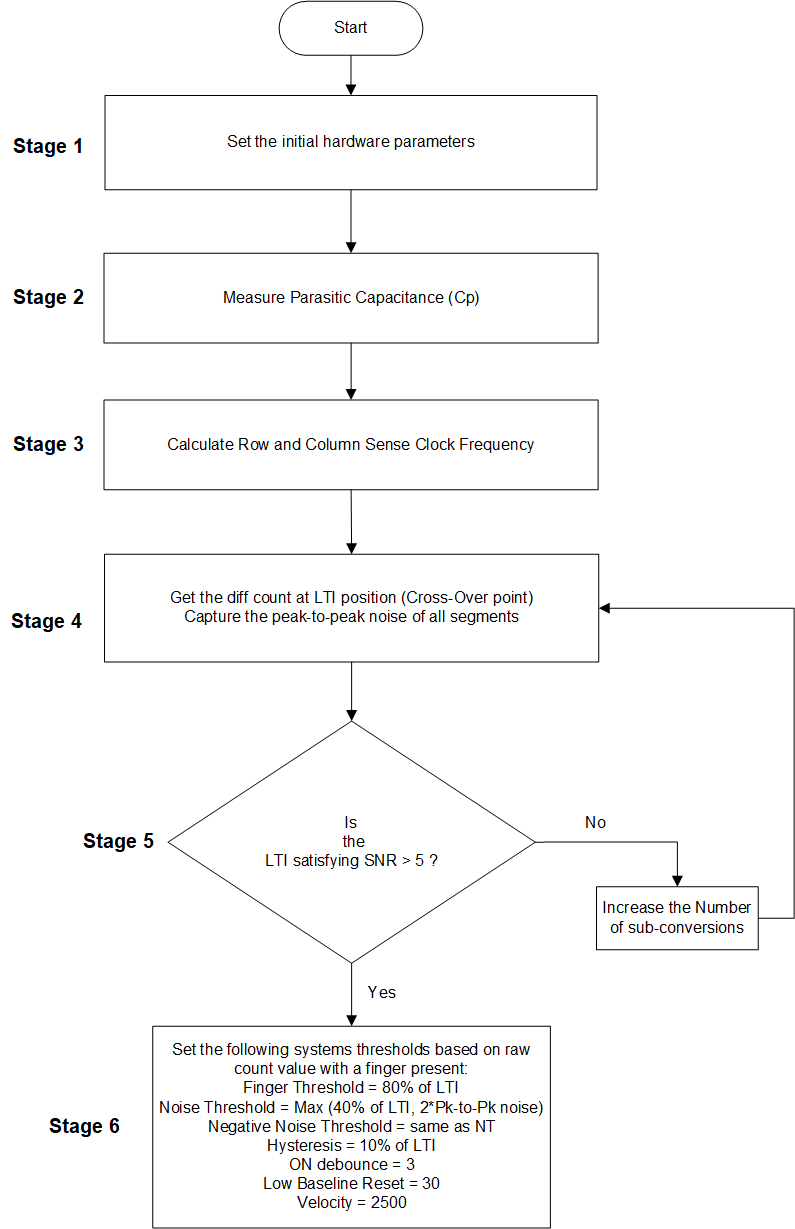 Start
Stage 1
Set the initial hardware parameters
Stage 2
Measure Parasitic Capacitance (Cp)
Stage 3
Calculate Row and Column Sense Clock Frequency
Stage 4
Get the diff count at LTI position (Cross-Over point)
Capture the peak-to-peak noise of all segments
Stage 5
Is
the
LTI satisfying SNR > 5 ?
No
Increase the Number
of sub-conversions
Yes
Stage 6
Set the following systems thresholds based on raw
count value with a finger present:
Finger Threshold = 80% of LTI
Noise Threshold = Max (40% of LTI, 2*Pk-to-Pk noise)
Negative Noise Threshold = same as NT
Hysteresis = 10% of LTI
ON debounce = 3
Low Baseline Reset = 30
Velocity = 2500